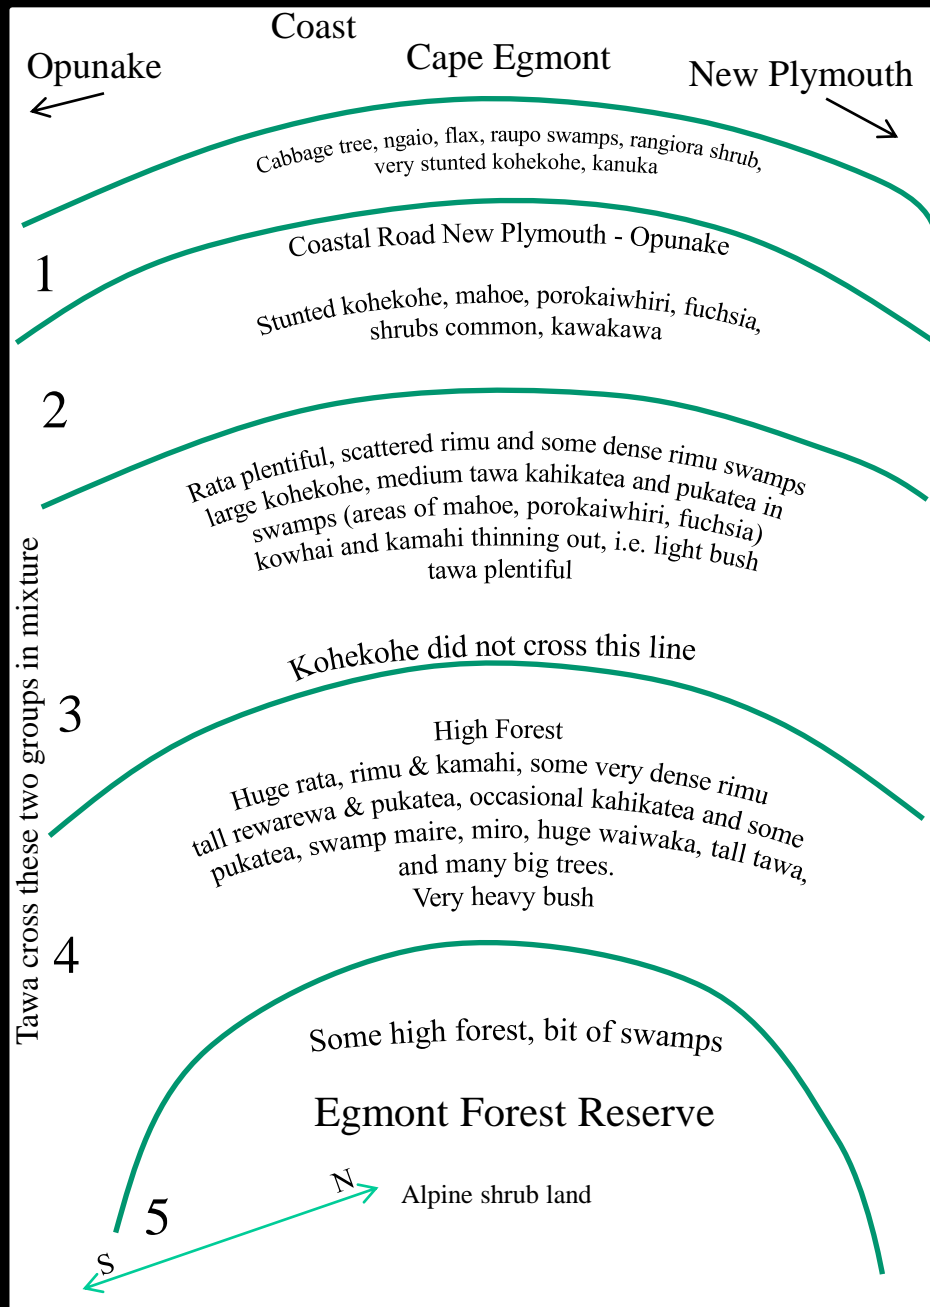 Coast
Cape Egmont
Opunake
New Plymouth
Cabbage tree, ngaio, flax, raupo swamps, rangiora shrub,
very stunted kohekohe, kanuka
1
Coastal Road New Plymouth - Opunake
Stunted kohekohe, mahoe, porokaiwhiri, fuchsia,
shrubs common, kawakawa
2
Rata plentiful, scattered rimu and some dense rimu swamps
large kohekohe, medium tawa kahikatea and pukatea in
swamps (areas of mahoe, porokaiwhiri, fuchsia)
kowhai and kamahi thinning out, i.e. light bush
tawa plentiful
Tawa cross these two groups in mixture
Kohekohe did not cross this line
3
High Forest
Huge rata, rimu & kamahi, some very dense rimu
tall rewarewa & pukatea, occasional kahikatea and some
pukatea, swamp maire, miro, huge waiwaka, tall tawa,
and many big trees.
Very heavy bush
4
Some high forest, bit of swamps
Egmont Forest Reserve
N
Alpine shrub land
5
S